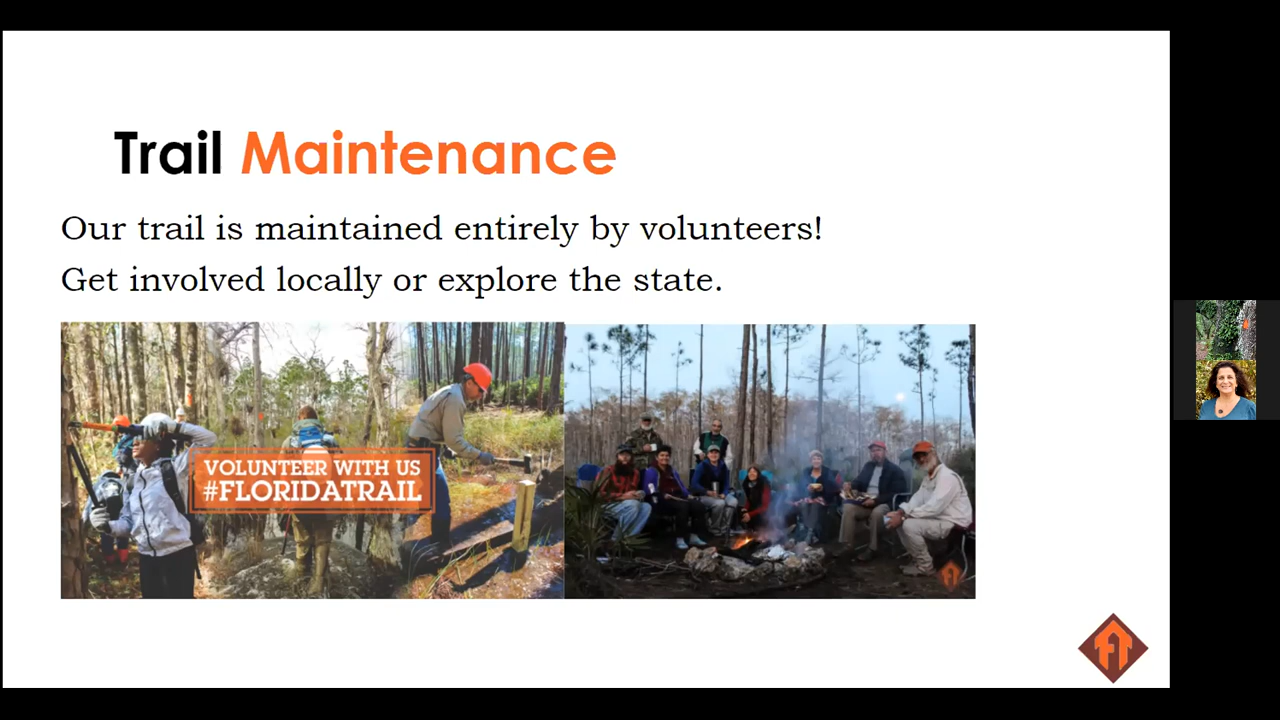 Trail Maintenance
Our trail is maintained entirely by volunteers!
Get involved locally or explore the state.
VOLUNTEER WITH US
#FLORIDATRAIL
FT